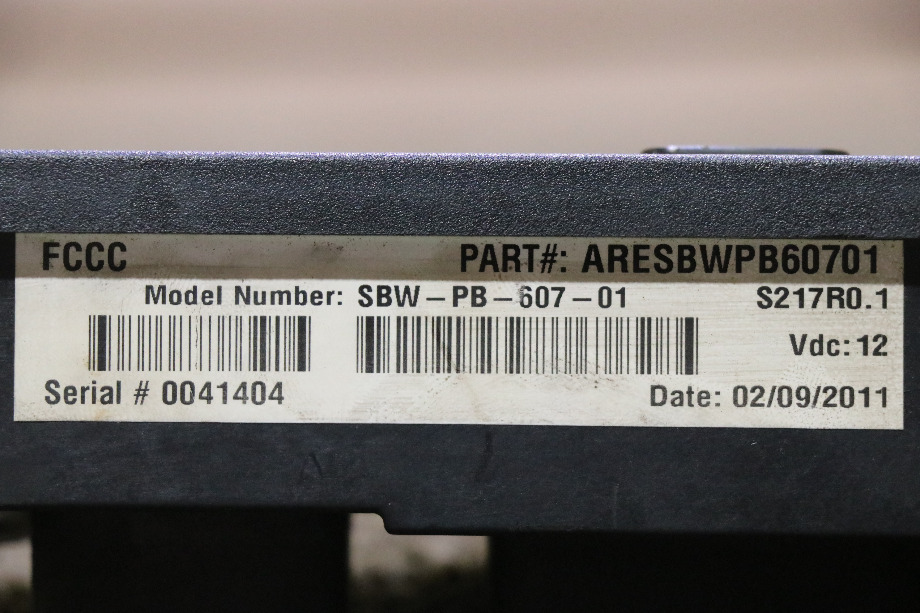 FCCC PART#: ARESBWPB60701
Model Number: SBW-PB-607-01 S217R0.1
Vdc: 12
Serial # 0041404 Date: 02/09/2011